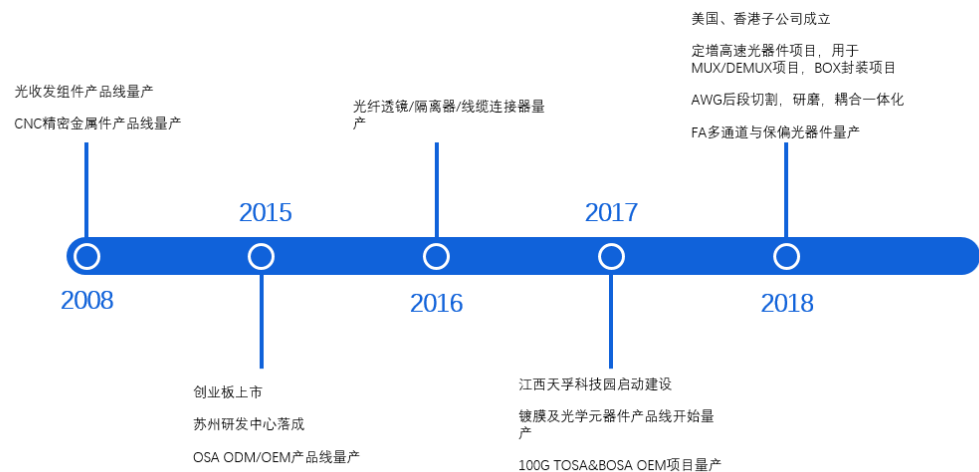 光收发组件产品线量产
CNC精密金属件产品线量产
2008
2015
创业板上市
苏州研发中心落成
OSA ODM/OEM产品线量产
光纤透镜/隔离器/线缆连接器量
产
2016
2017
江西天孚科技园启动建设
镀膜及光学元器件产品线开始量
产
100G TOSA&BOSA OEM项目量产
美国、香港子公司成立
定增高速光器件项目，用于
MUX/DEMUX项目，BOX封装项目
AWG后段切割，研磨，耦合一体化
FA多通道与保偏光器件量产
2018